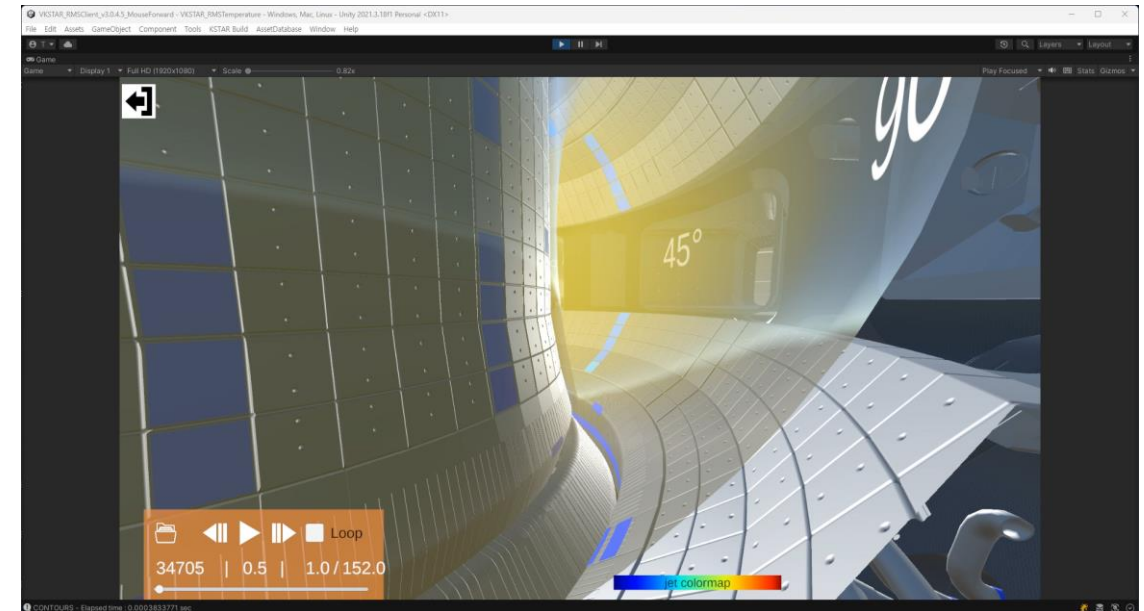 VKSTAR_RMSClient_v3.0.4.5_MouseForward - VKSTAR_RMSTemperature - Windows, Mac, Linux - Unity 2021.3.18f1 Personal <DX11>
File Edit Assets GameObject Component Tools KSTAR Build AssetDatabase Window Help
T
Layers Layout
Game
Game Display 1 Full HD (1920x1080) Scale 0.82x Play Focused Stats Gizmos
90
45°
Loop
34705 | 0.5 | 1.0 / 152.0
jet colormap
CONTOURS - Elapsed time : 0.0003833771 sec